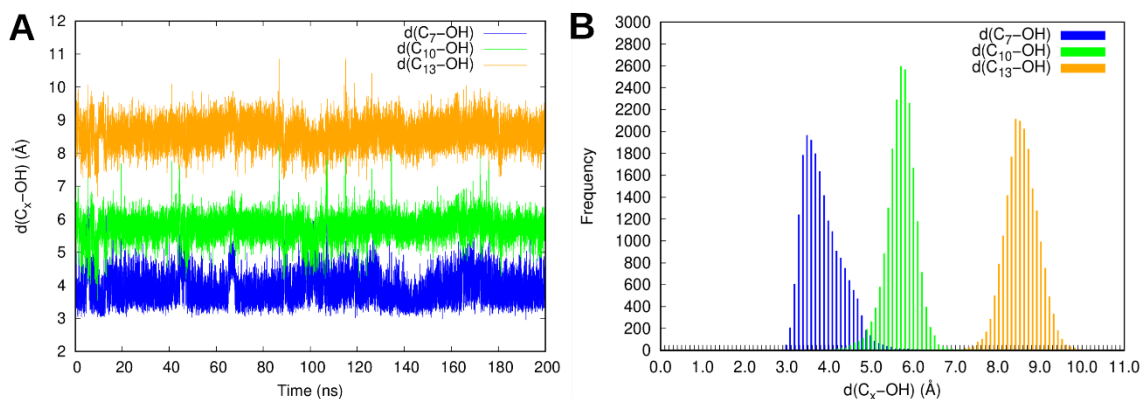 A
d(C₇–OH)
d(C₁₀–OH)
d(C₁₃–OH)
12
11
10
9
8
7
6
5
4
3
2
d(Cₓ–OH) (Å)
0 20 40 60 80 100 120 140 160 180 200
Time (ns)
B
d(C₇–OH)
d(C₁₀–OH)
d(C₁₃–OH)
3000
2800
2600
2400
2200
2000
1800
1600
1400
1200
1000
800
600
400
200
0
Frequency
0.0 1.0 2.0 3.0 4.0 5.0 6.0 7.0 8.0 9.0 10.0 11.0
d(Cₓ–OH) (Å)